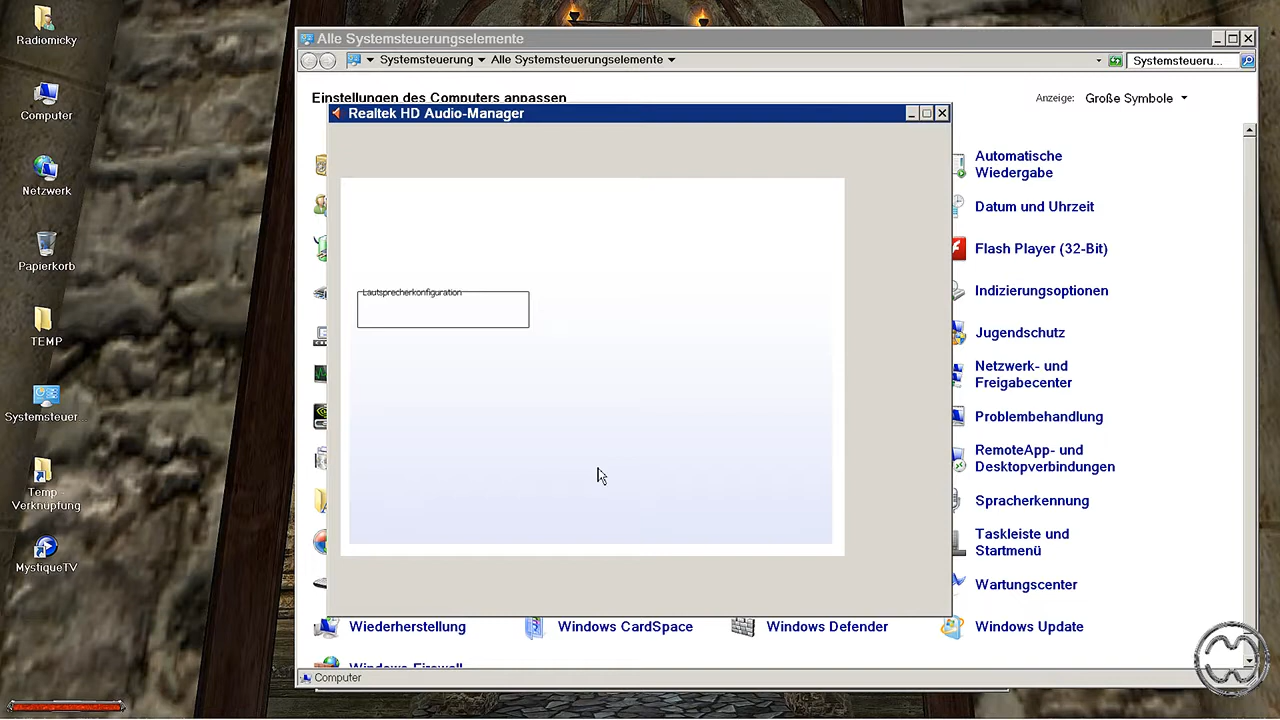 Radiomicky
Computer
Netzwerk
Papierkorb
TEMP
Systemsteuer...
Temp -
Verknüpfung
MystiqueTV
Alle Systemsteuerungselemente
Systemsteuerung
Alle Systemsteuerungselemente
Systemsteueru...
Einstellungen des Computers anpassen
Anzeige:
Große Symbole
Realtek HD Audio-Manager
Lautsprecherkonfiguration
Automatische
Wiedergabe
Datum und Uhrzeit
Flash Player (32-Bit)
Indizierungsoptionen
Jugendschutz
Netzwerk- und
Freigabecenter
Problembehandlung
RemoteApp- und
Desktopverbindungen
Spracherkennung
Taskleiste und
Startmenü
Wartungscenter
Wiederherstellung
Windows CardSpace
Windows Defender
Windows Update
Windows-Firewall
Computer